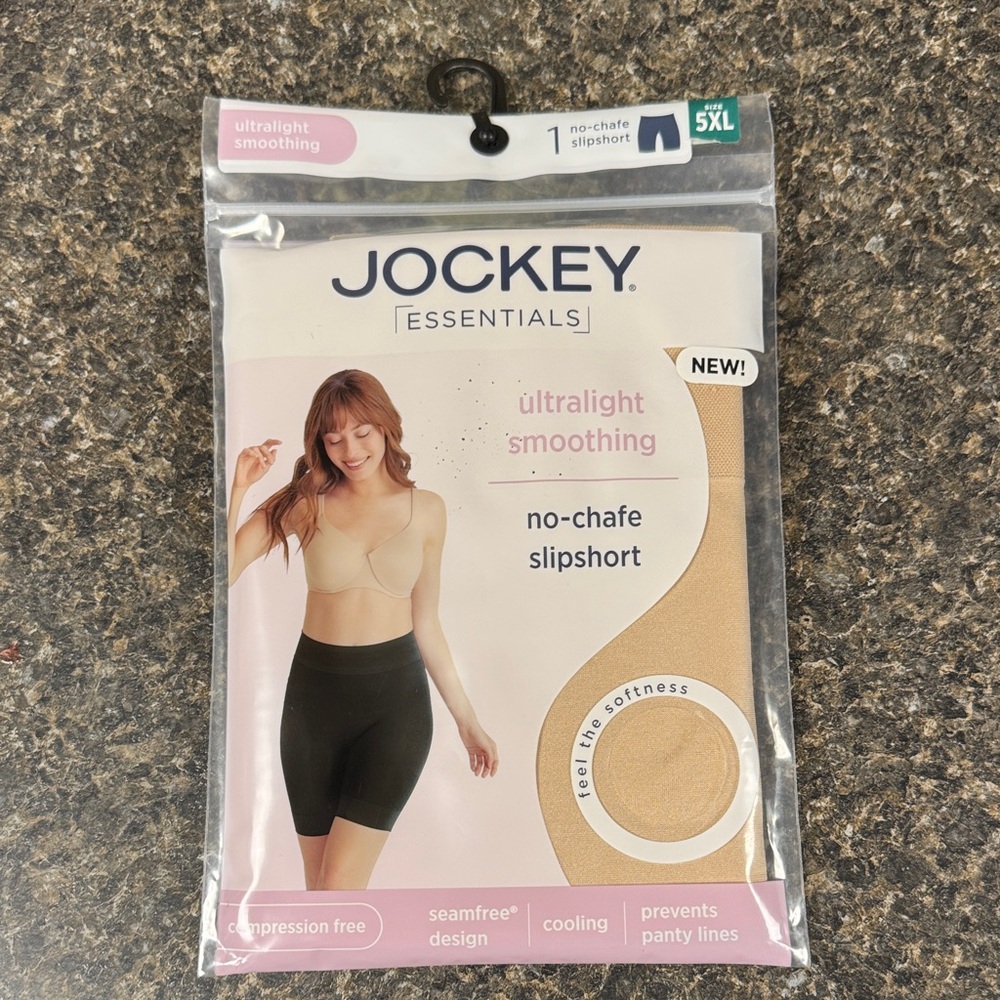 ultralight
smoothing
1
no-chafe
slipshort
SIZE
5XL
JOCKEY®
ESSENTIALS
NEW!
ultralight
smoothing
no-chafe
slipshort
feel the softness
compression free
seamfree®
design
cooling
prevents
panty lines